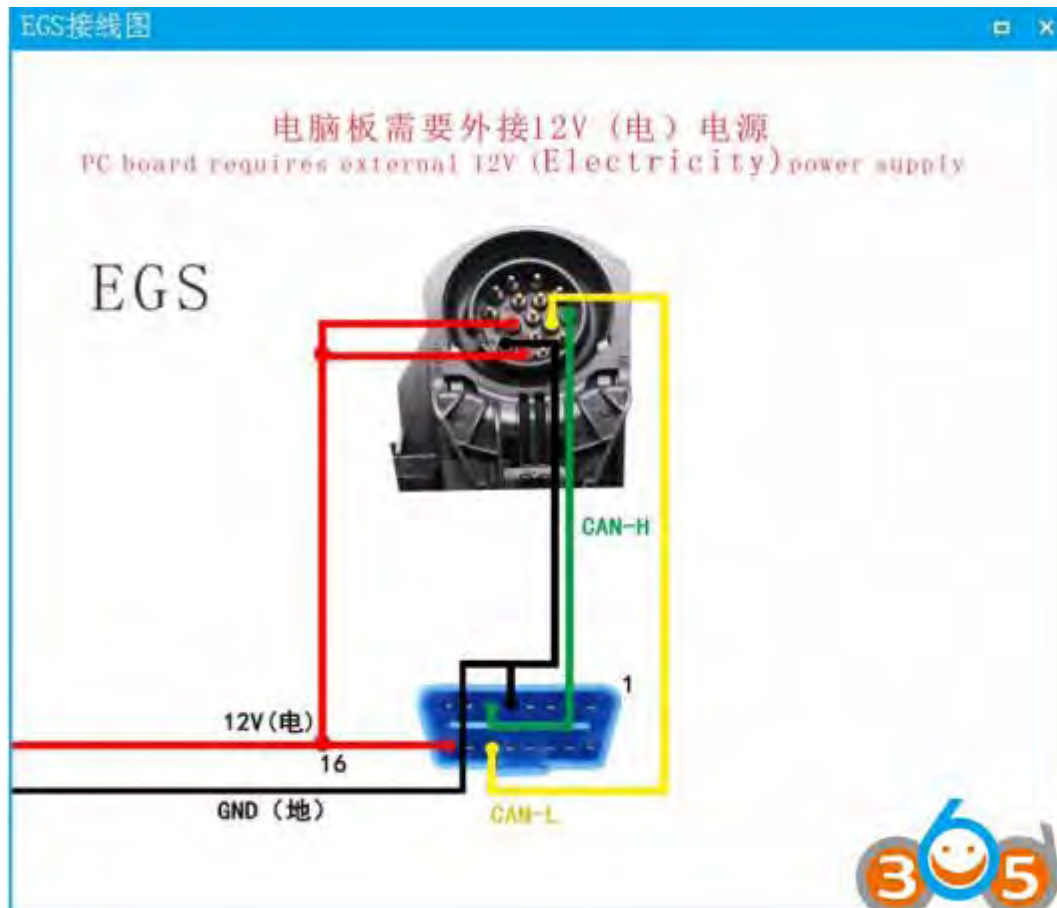 EGS接线图
电脑板需要外接12V (电) 电源
PC board requires external 12V (Electricity) power supply
EGS
CAN-H
1
12V(电)
16
GND (地)
CAN-L
365